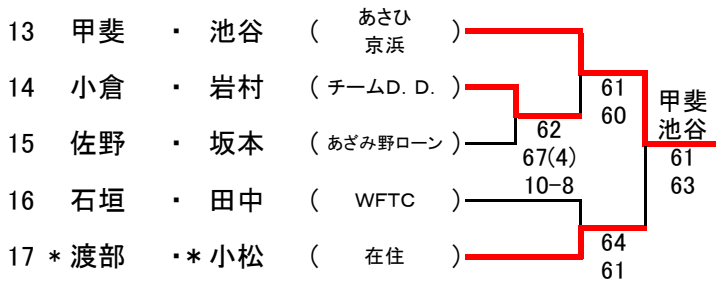 13 甲斐 ・ 池谷 ( あさひ 京浜 )
14 小倉 ・ 岩村 ( チームD. D. )
15 佐野 ・ 坂本 ( あざみ野ローン )
16 石垣 ・ 田中 ( WFTC )
17 * 渡部 ・* 小松 ( 在住 )
62
67(4)
10-8
61
60
64
61
甲斐
池谷
61
63